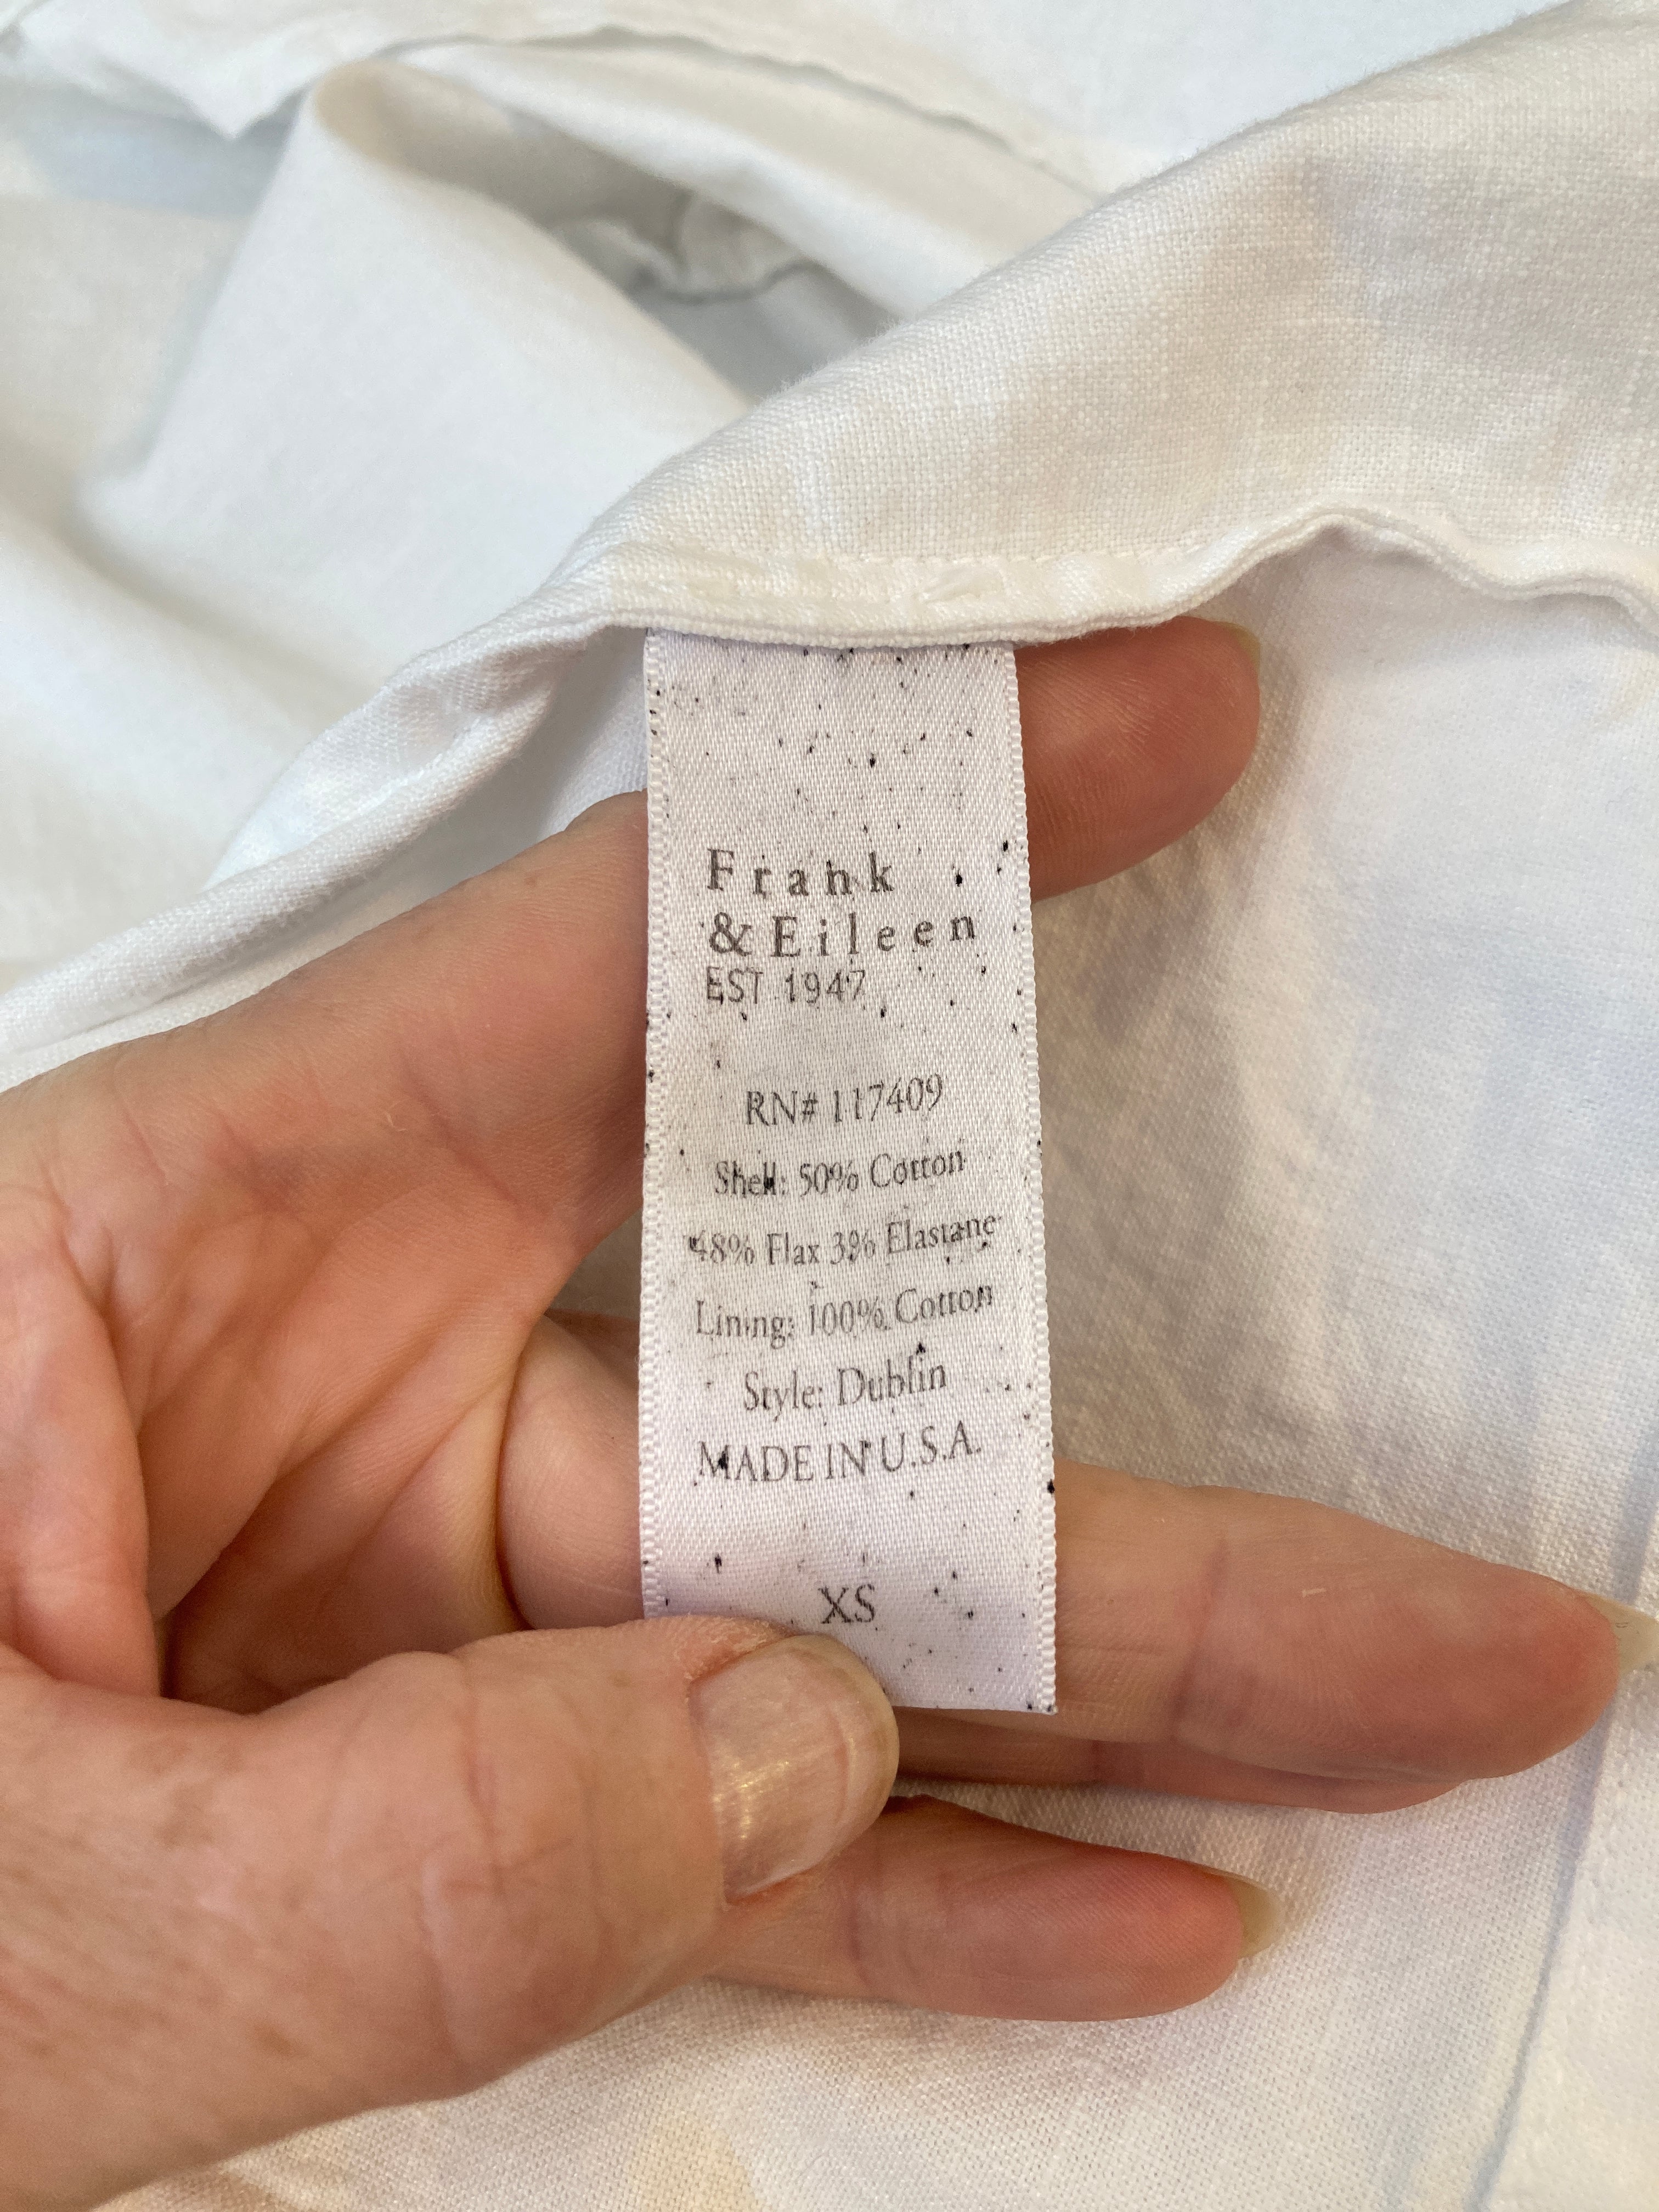 Frank
& Eileen
EST 1947
RN# 117409
Shell: 50% Cotton
48% Flax 3% Elastane
Lining: 100% Cotton
Style: Dublin
MADE IN U.S.A.
XS